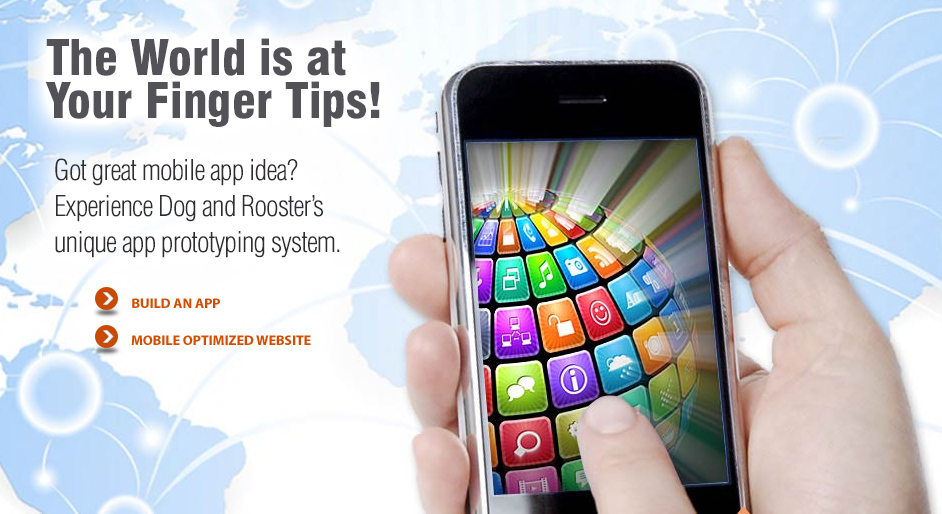 The World is at
Your Finger Tips!
Got great mobile app idea?
Experience Dog and Rooster's
unique app prototyping system.
BUILD AN APP
MOBILE OPTIMIZED WEBSITE